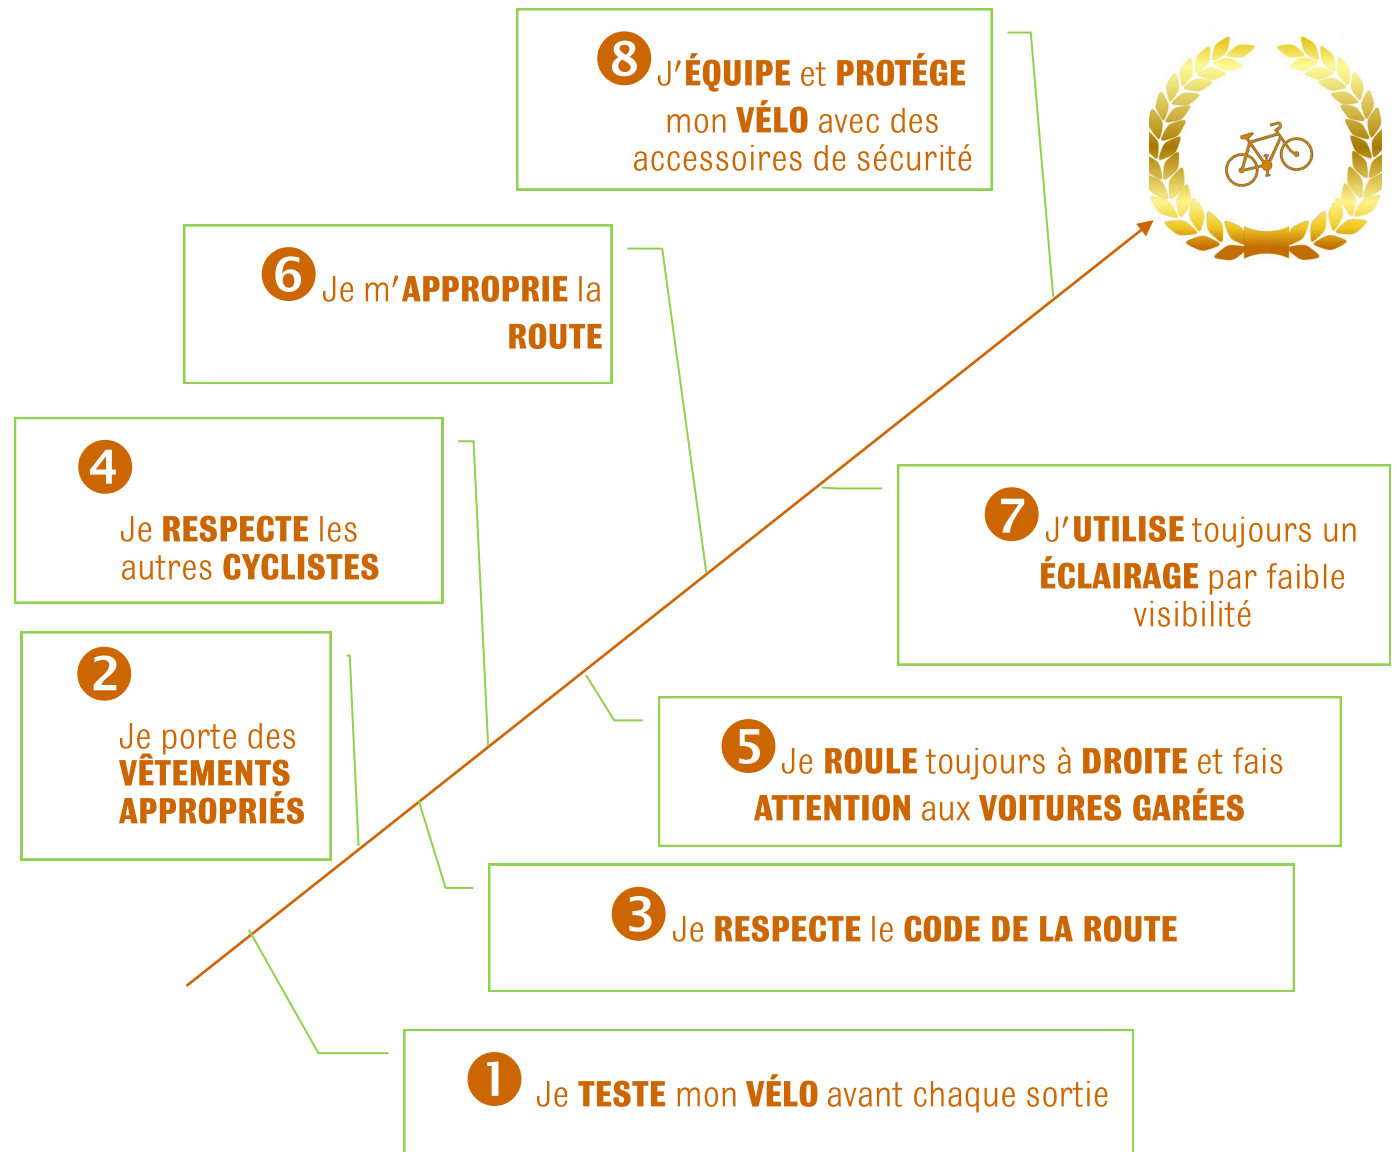 8 J'ÉQUIPE et PROTÉGE
mon VÉLO avec des
accessoires de sécurité
6 Je m'APPROPRIE la
ROUTE
4
Je RESPECTE les
autres CYCLISTES
7 J'UTILISE toujours un
ÉCLAIRAGE par faible
visibilité
2
Je porte des
VÊTEMENTS
APPROPRIÉS
5 Je ROULE toujours à DROITE et fais
ATTENTION aux VOITURES GARÉES
3 Je RESPECTE le CODE DE LA ROUTE
1 Je TESTE mon VÉLO avant chaque sortie